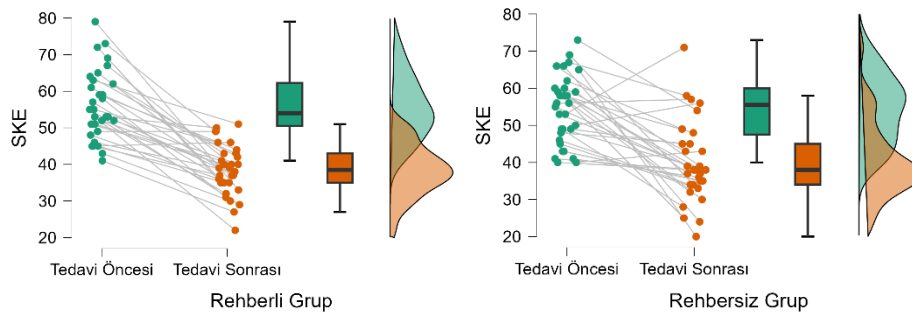 80
70
60
50
40
30
20
SKE
Tedavi Öncesi
Tedavi Sonrası
Rehberli Grup
80
70
60
50
40
30
20
SKE
Tedavi Öncesi
Tedavi Sonrası
Rehbersiz Grup